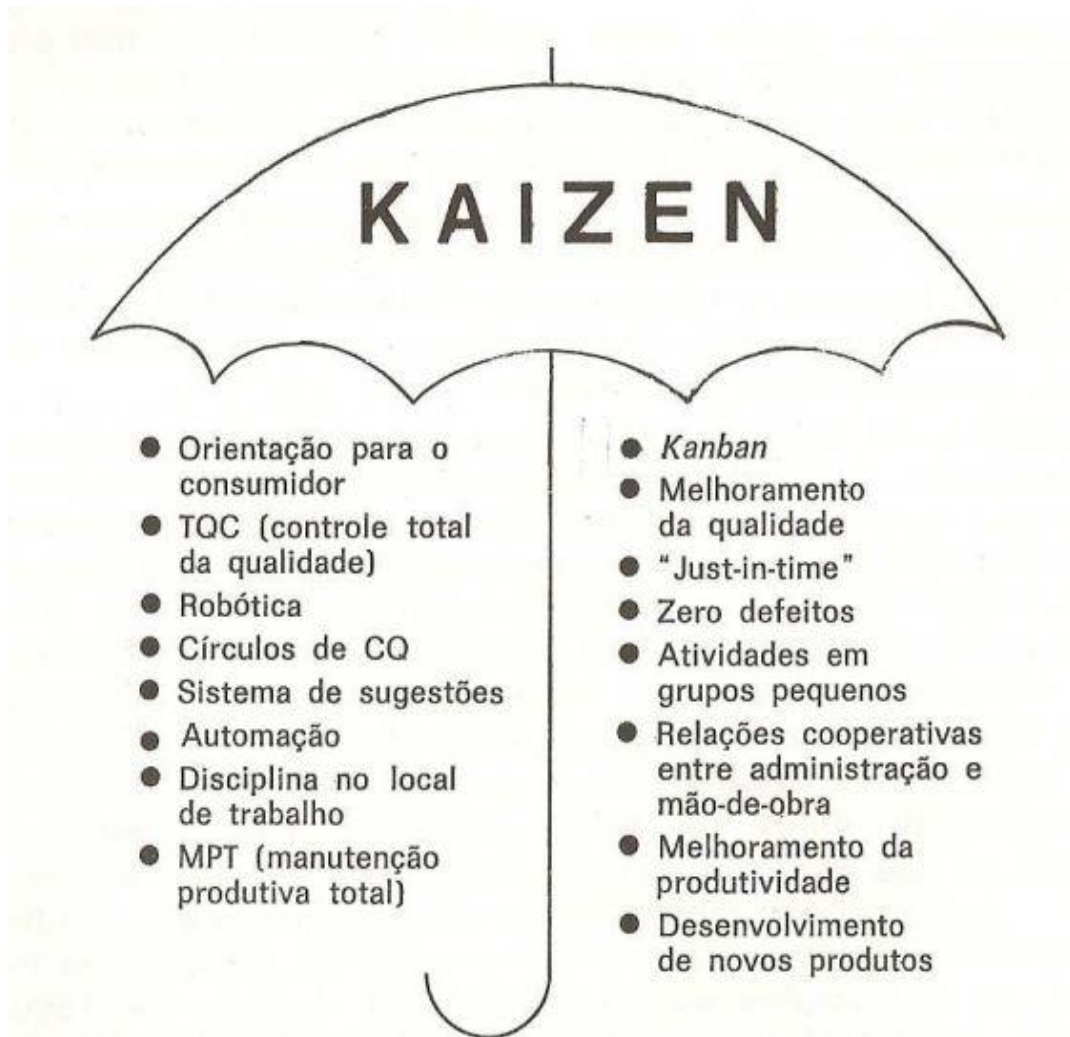 KAIZEN
● Orientação para o
consumidor
● TQC (controle total
da qualidade)
● Robótica
● Círculos de CQ
● Sistema de sugestões
● Automação
● Disciplina no local
de trabalho
● MPT (manutenção
produtiva total)
● Kanban
● Melhoramento
da qualidade
● “Just-in-time”
● Zero defeitos
● Atividades em
grupos pequenos
● Relações cooperativas
entre administração e
mão-de-obra
● Melhoramento da
produtividade
● Desenvolvimento
de novos produtos